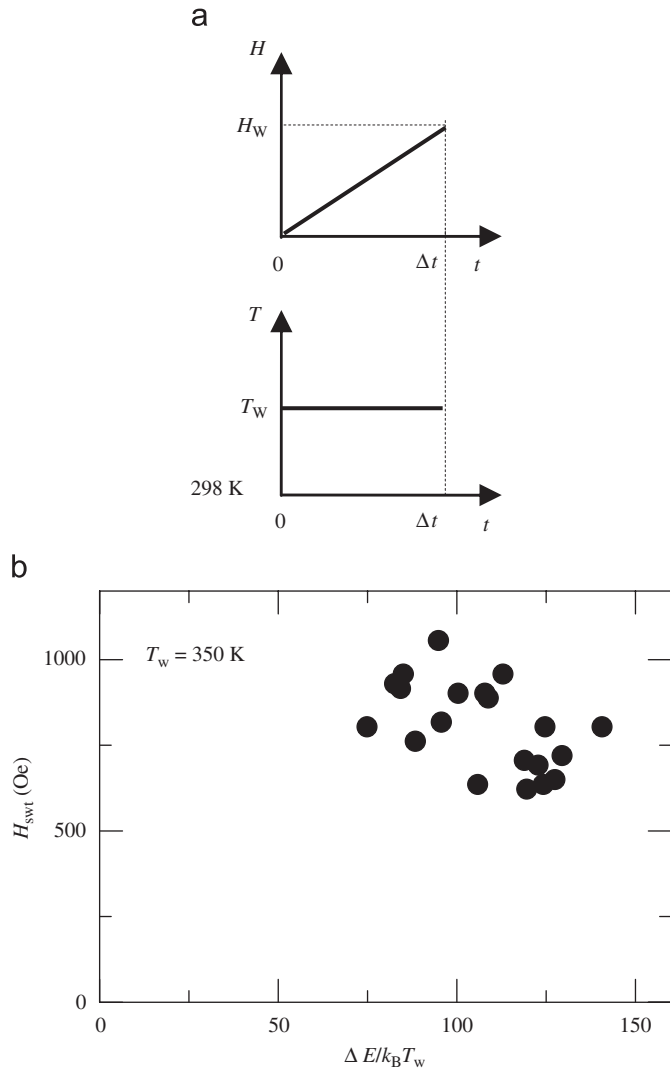 a
H
H_W
0
Δt
t
T
T_W
298 K
0
Δt
t
b
T_w = 350 K
1000
500
0
H_swt (Oe)
0
50
100
150
Δ E/k_BT_w